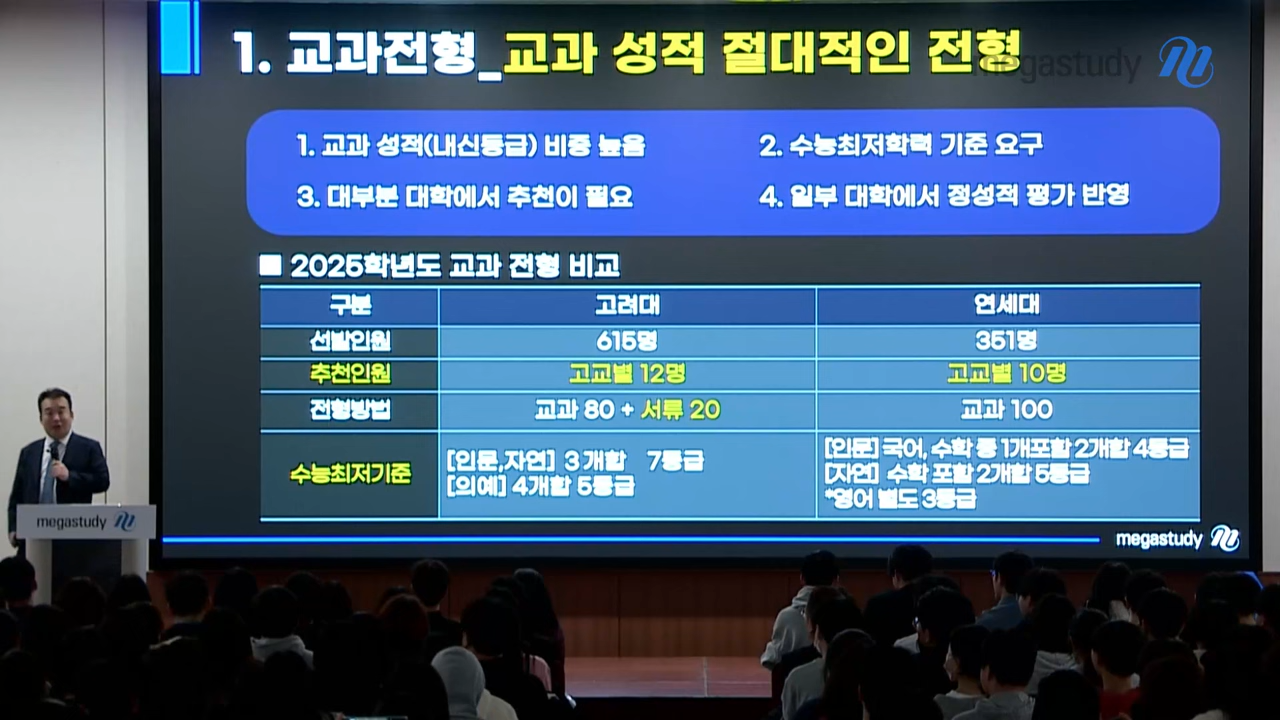 1. 교과전형_교과 성적 절대적인 전형
megastudy
1. 교과 성적(내신등급) 비중 높음
2. 수능최저학력 기준 요구
3. 대부분 대학에서 추천이 필요
4. 일부 대학에서 정성적 평가 반영
■ 2025학년도 교과 전형 비교
구분 고려대 연세대
선발인원 615명 351명
추천인원 고교별 12명 고교별 10명
전형방법 교과 80 + 서류 20 교과 100
수능최저기준
[인문,자연] 3개합 7등급
[의예] 4개합 5등급
[인문] 국어, 수학 중 1개포함 2개합 4등급
[자연] 수학 포함 2개합 5등급
*영어 별도 3등급
megastudy
megastudy